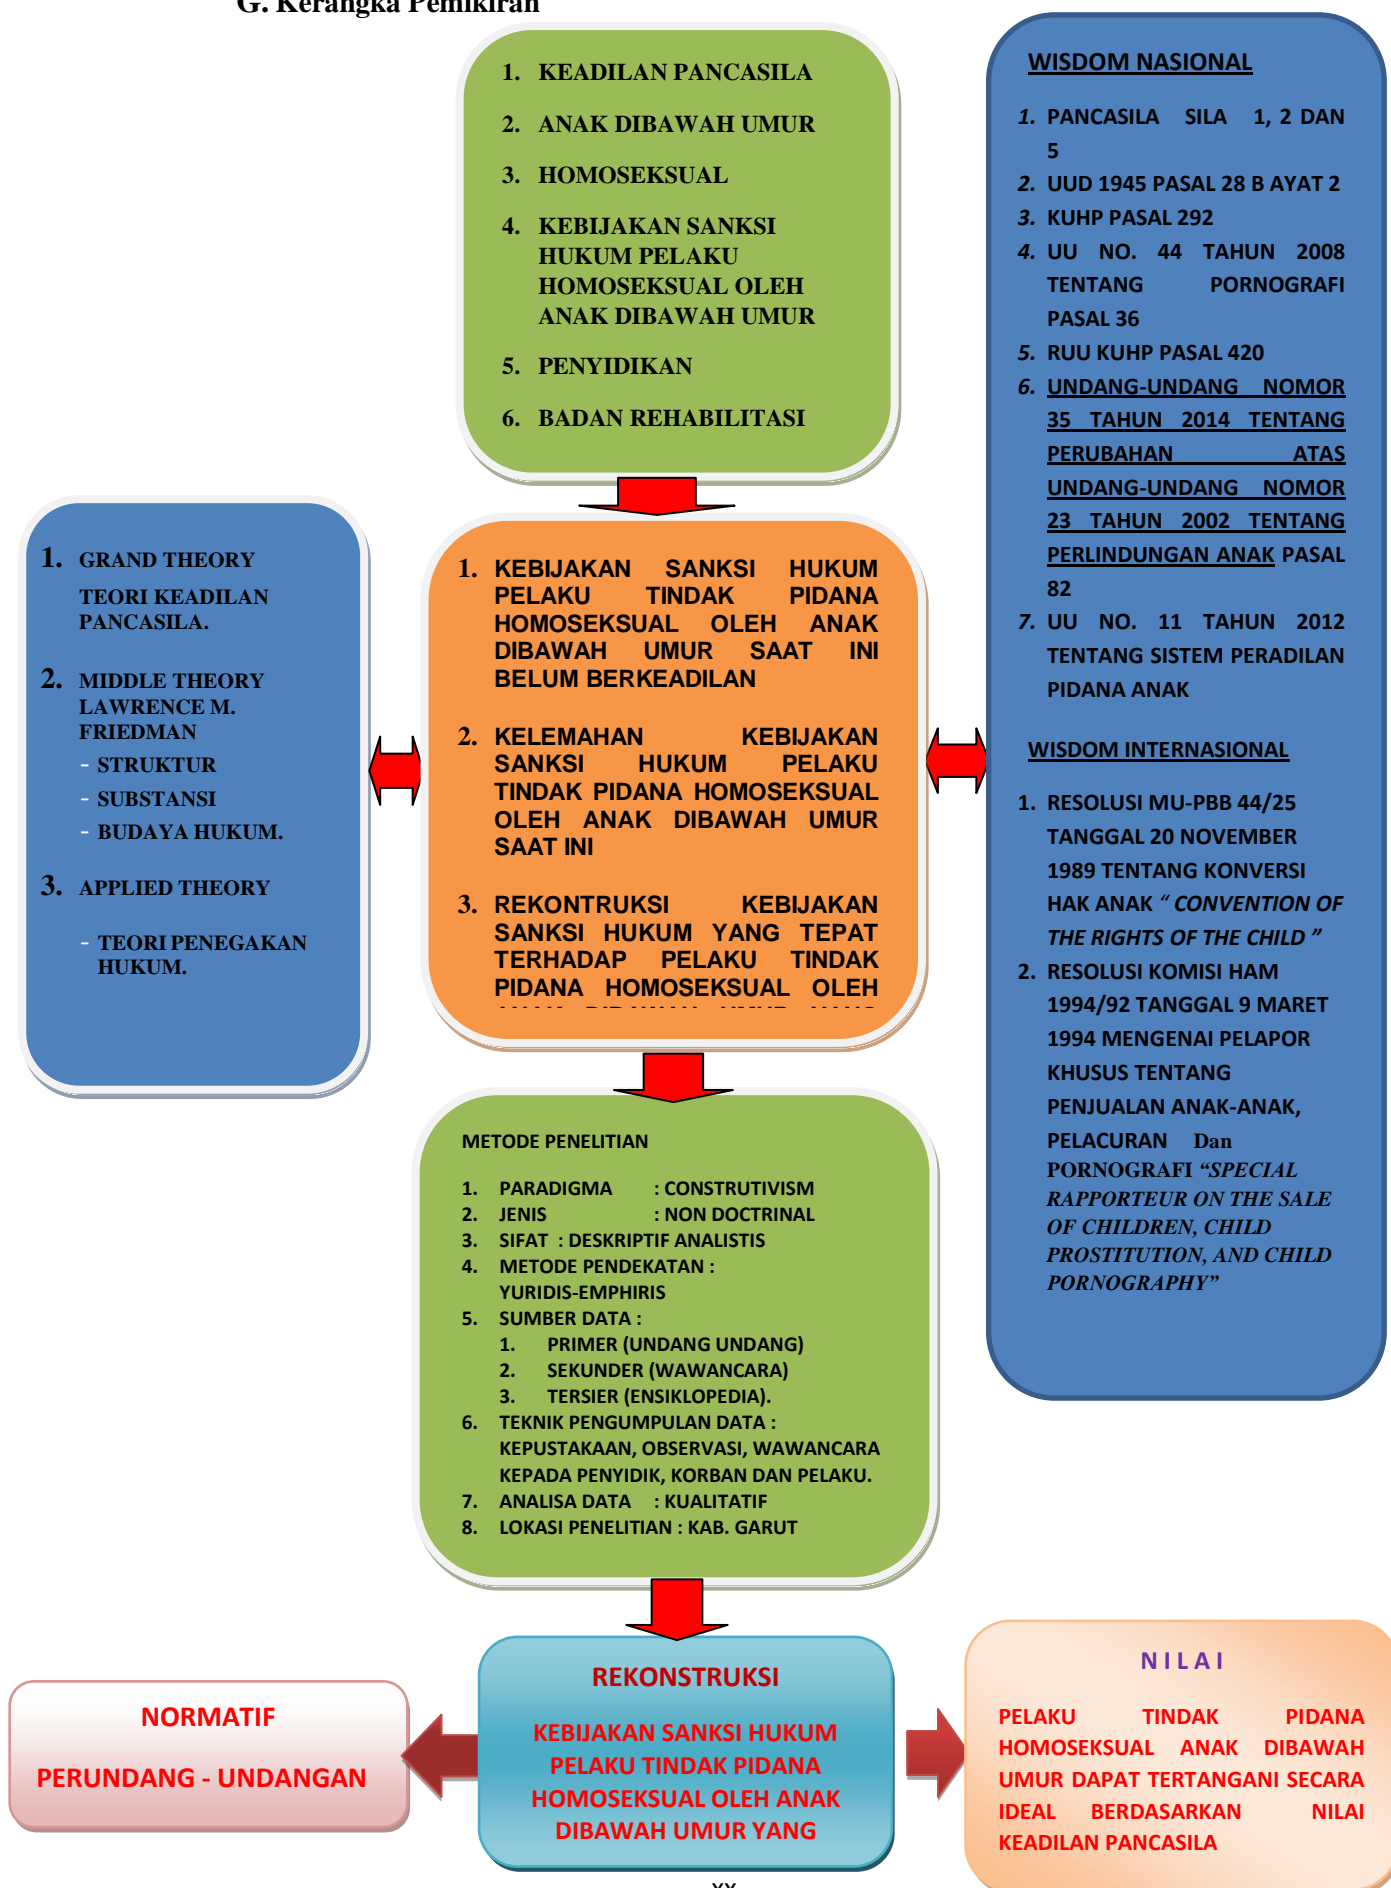 G. Kerangka Pemikiran
1. KEADILAN PANCASILA
2. ANAK DIBAWAH UMUR
3. HOMOSEKSUAL
4. KEBIJAKAN SANKSI
HUKUM PELAKU
HOMOSEKSUAL OLEH
ANAK DIBAWAH UMUR
5. PENYIDIKAN
6. BADAN REHABILITASI
WISDOM NASIONAL
1. PANCASILA SILA 1, 2 DAN
5
2. UUD 1945 PASAL 28 B AYAT 2
3. KUHP PASAL 292
4. UU NO. 44 TAHUN 2008
TENTANG PORNOGRAFI
PASAL 36
5. RUU KUHP PASAL 420
6. UNDANG-UNDANG NOMOR
35 TAHUN 2014 TENTANG
PERUBAHAN ATAS
UNDANG-UNDANG NOMOR
23 TAHUN 2002 TENTANG
PERLINDUNGAN ANAK PASAL
82
7. UU NO. 11 TAHUN 2012
TENTANG SISTEM PERADILAN
PIDANA ANAK
WISDOM INTERNASIONAL
1. RESOLUSI MU-PBB 44/25
TANGGAL 20 NOVEMBER
1989 TENTANG KONVERSI
HAK ANAK “ CONVENTION OF
THE RIGHTS OF THE CHILD ”
2. RESOLUSI KOMISI HAM
1994/92 TANGGAL 9 MARET
1994 MENGENAI PELAPOR
KHUSUS TENTANG
PENJUALAN ANAK-ANAK,
PELACURAN Dan
PORNOGRAFI “SPECIAL
RAPPORTEUR ON THE SALE
OF CHILDREN, CHILD
PROSTITUTION, AND CHILD
PORNOGRAPHY”
1. GRAND THEORY
TEORI KEADILAN
PANCASILA.
2. MIDDLE THEORY
LAWRENCE M.
FRIEDMAN
- STRUKTUR
- SUBSTANSI
- BUDAYA HUKUM.
3. APPLIED THEORY
- TEORI PENEGAKAN
HUKUM.
1. KEBIJAKAN SANKSI HUKUM
PELAKU TINDAK PIDANA
HOMOSEKSUAL OLEH ANAK
DIBAWAH UMUR SAAT INI
BELUM BERKEADILAN
2. KELEMAHAN KEBIJAKAN
SANKSI HUKUM PELAKU
TINDAK PIDANA HOMOSEKSUAL
OLEH ANAK DIBAWAH UMUR
SAAT INI
3. REKONTRUKSI KEBIJAKAN
SANKSI HUKUM YANG TEPAT
TERHADAP PELAKU TINDAK
PIDANA HOMOSEKSUAL OLEH
ANAK DIBAWAH UMUR YANG
METODE PENELITIAN
1. PARADIGMA : CONSTRUTIVISM
2. JENIS : NON DOCTRINAL
3. SIFAT : DESKRIPTIF ANALISTIS
4. METODE PENDEKATAN :
YURIDIS-EMPHIRIS
5. SUMBER DATA :
1. PRIMER (UNDANG UNDANG)
2. SEKUNDER (WAWANCARA)
3. TERSIER (ENSIKLOPEDIA).
6. TEKNIK PENGUMPULAN DATA :
KEPUSTAKAAN, OBSERVASI, WAWANCARA
KEPADA PENYIDIK, KORBAN DAN PELAKU.
7. ANALISA DATA : KUALITATIF
8. LOKASI PENELITIAN : KAB. GARUT
NORMATIF
PERUNDANG - UNDANGAN
REKONSTRUKSI
KEBIJAKAN SANKSI HUKUM
PELAKU TINDAK PIDANA
HOMOSEKSUAL OLEH ANAK
DIBAWAH UMUR YANG
N I L A I
PELAKU TINDAK PIDANA
HOMOSEKSUAL ANAK DIBAWAH
UMUR DAPAT TERTANGANI SECARA
IDEAL BERDASARKAN NILAI
KEADILAN PANCASILA